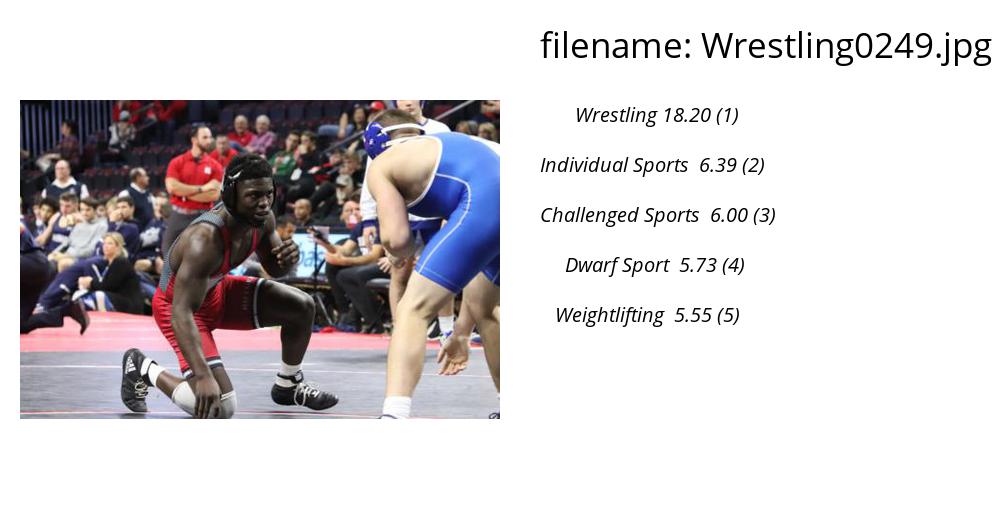 filename: Wrestling0249.jpg
Wrestling 18.20 (1)
Individual Sports 6.39 (2)
Challenged Sports 6.00 (3)
Dwarf Sport 5.73 (4)
Weightlifting 5.55 (5)